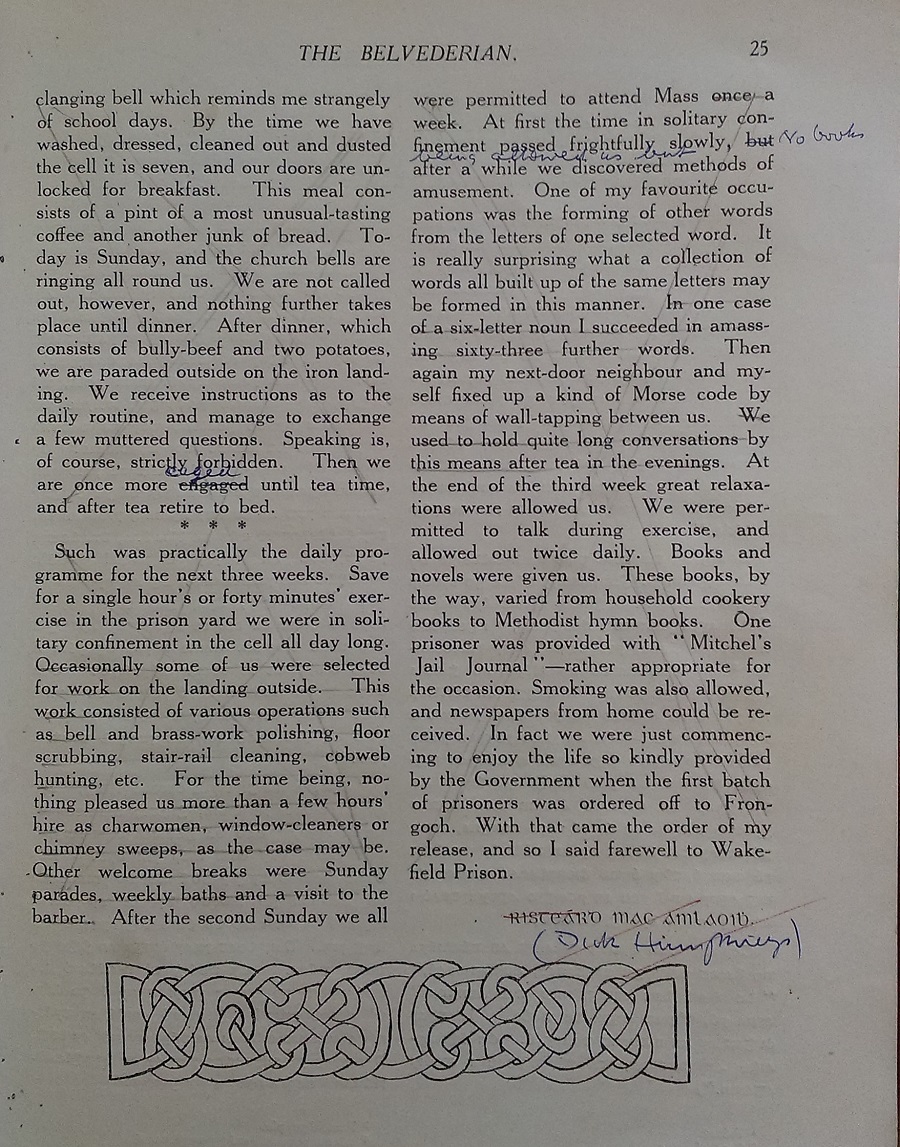 THE BELVEDERIAN.
25
clanging bell which reminds me strangely
of school days. By the time we have
washed, dressed, cleaned out and dusted
the cell it is seven, and our doors are un-
locked for breakfast. This meal con-
sists of a pint of a most unusual-tasting
coffee and another junk of bread. To-
day is Sunday, and the church bells are
ringing all round us. We are not called
out, however, and nothing further takes
place until dinner. After dinner, which
consists of bully-beef and two potatoes,
we are paraded outside on the iron land-
ing. We receive instructions as to the
daily routine, and manage to exchange
a few muttered questions. Speaking is,
of course, strictly forbidden. Then we
caged
are once more engaged until tea time,
and after tea retire to bed.
* * *
Such was practically the daily pro-
gramme for the next three weeks. Save
for a single hour's or forty minutes' exer-
cise in the prison yard we were in soli-
tary confinement in the cell all day long.
Occasionally some of us were selected
for work on the landing outside. This
work consisted of various operations such
as bell and brass-work polishing, floor
scrubbing, stair-rail cleaning, cobweb
hunting, etc. For the time being, no-
thing pleased us more than a few hours'
hire as charwomen, window-cleaners or
chimney sweeps, as the case may be.
Other welcome breaks were Sunday
parades, weekly baths and a visit to the
barber. After the second Sunday we all
were permitted to attend Mass once a
week. At first the time in solitary con-
finement passed frightfully slowly, but No books
being allowed us but
after a while we discovered methods of
amusement. One of my favourite occu-
pations was the forming of other words
from the letters of one selected word. It
is really surprising what a collection of
words all built up of the same letters may
be formed in this manner. In one case
of a six-letter noun I succeeded in amass-
ing sixty-three further words. Then
again my next-door neighbour and my-
self fixed up a kind of Morse code by
means of wall-tapping between us. We
used to hold quite long conversations by
this means after tea in the evenings. At
the end of the third week great relaxa-
tions were allowed us. We were per-
mitted to talk during exercise, and
allowed out twice daily. Books and
novels were given us. These books, by
the way, varied from household cookery
books to Methodist hymn books. One
prisoner was provided with "Mitchel's
Jail Journal"—rather appropriate for
the occasion. Smoking was also allowed,
and newspapers from home could be re-
ceived. In fact we were just commenc-
ing to enjoy the life so kindly provided
by the Government when the first batch
of prisoners was ordered off to Fron-
goch. With that came the order of my
release, and so I said farewell to Wake-
field Prison.
RISTEÁRD MAC AMLAOIḂ.
(Dick Humphreys)